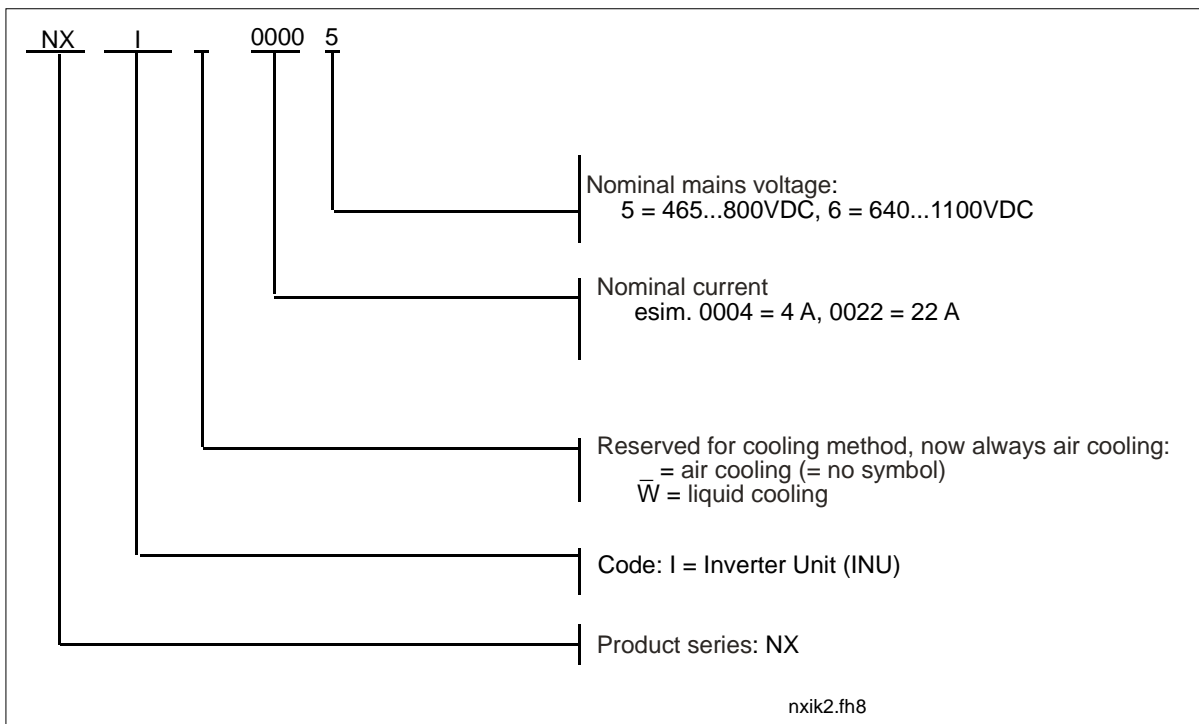 NX I _ 0000 5
Nominal mains voltage:
5 = 465...800VDC, 6 = 640...1100VDC
Nominal current
esim. 0004 = 4 A, 0022 = 22 A
Reserved for cooling method, now always air cooling:
_ = air cooling (= no symbol)
W = liquid cooling
Code: I = Inverter Unit (INU)
Product series: NX
nxik2.fh8